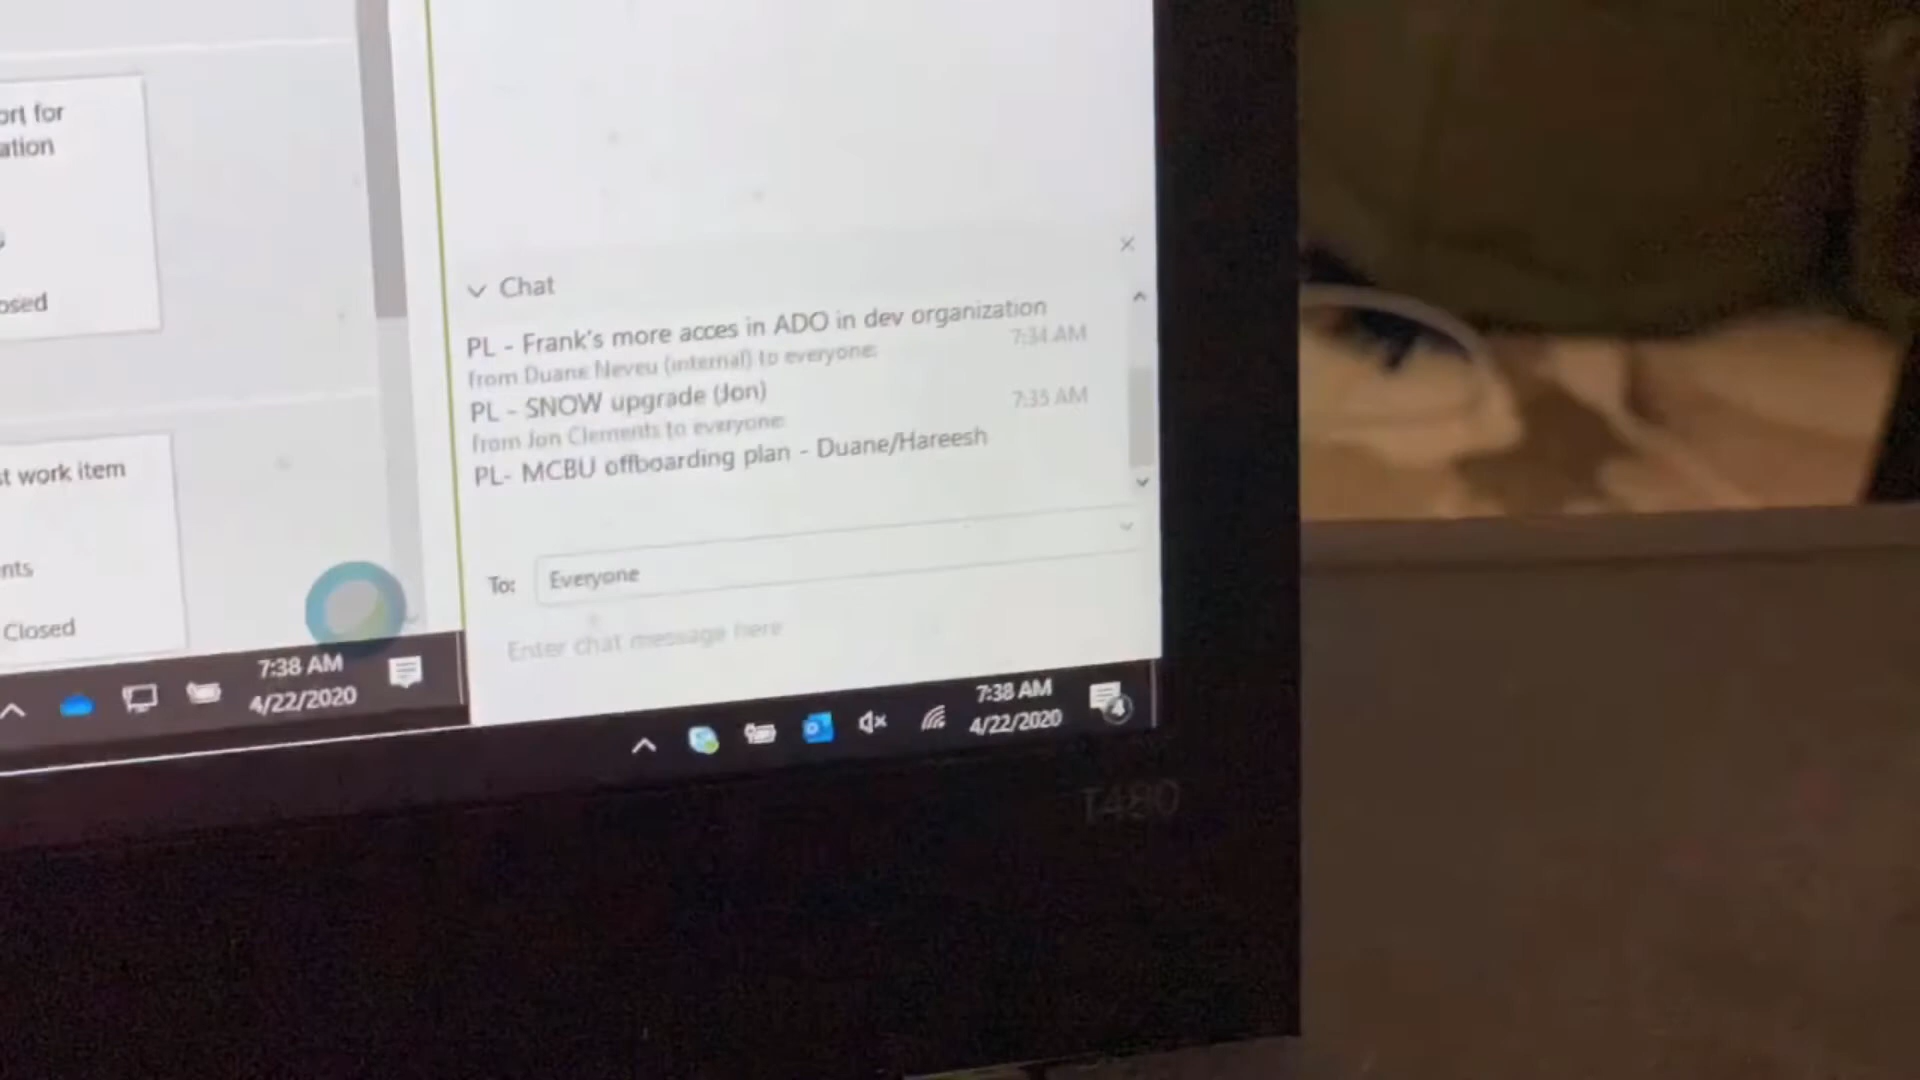 ort for
ation
osed
t work item
nts
Closed
7:38 AM
4/22/2020
Chat
PL - Frank's more acces in ADO in dev organization
from Duane Neveu (internal) to everyone: 7:34 AM
PL - SNOW upgrade (Jon)
from Jon Clements to everyone: 7:35 AM
PL- MCBU offboarding plan - Duane/Hareesh
To: Everyone
Enter chat message here
7:38 AM
4/22/2020
4
T480